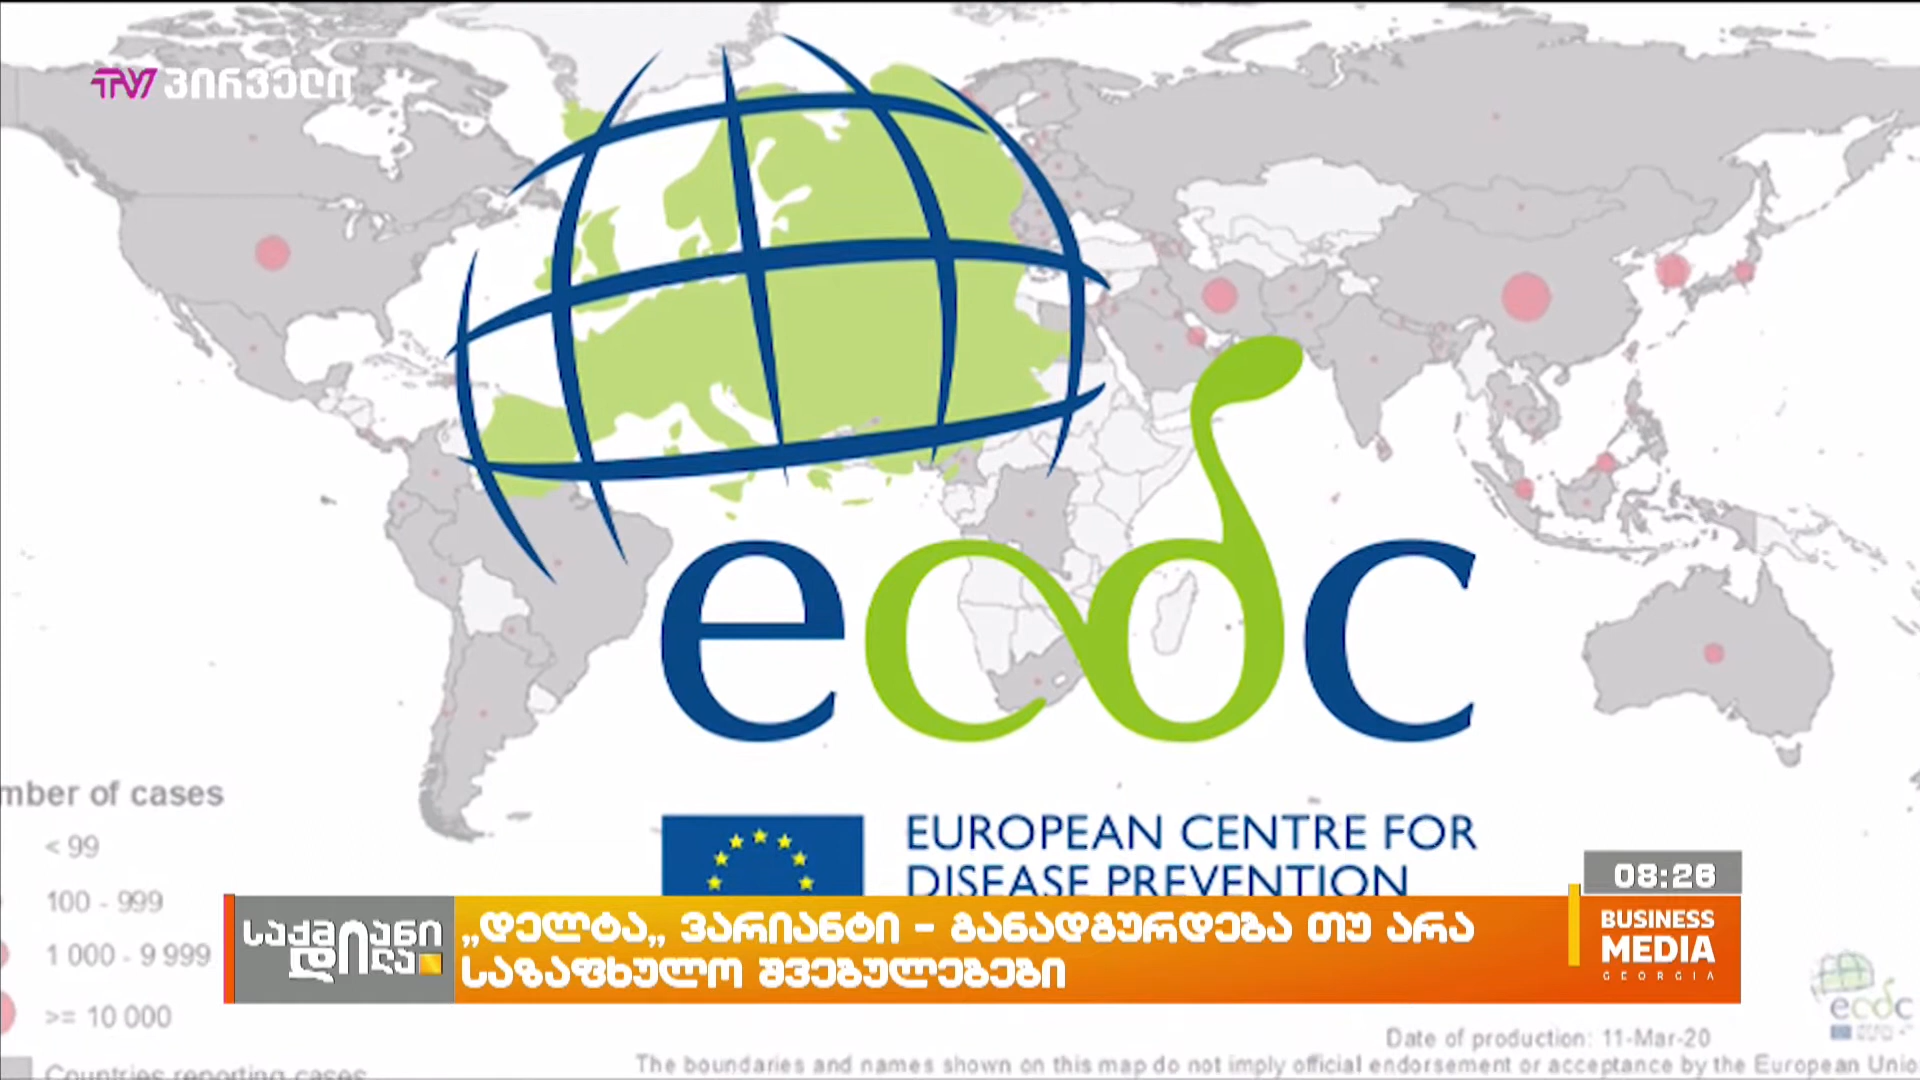 TV პირველი
ecdc
EUROPEAN CENTRE FOR
DISEASE PREVENTION
mber of cases
< 99
100 - 999
1 000 - 9 999
>= 10 000
Countries reporting cases
08:26
საქმიანი
დილა
„დელტა„ ვარიანტი – განადგურდება თუ არა
საზაფხულო შვებულებები
BUSINESS
MEDIA
GEORGIA
ecdc
Date of production: 11-Mar-20
The boundaries and names shown on this map do not imply official endorsement or acceptance by the European Unio